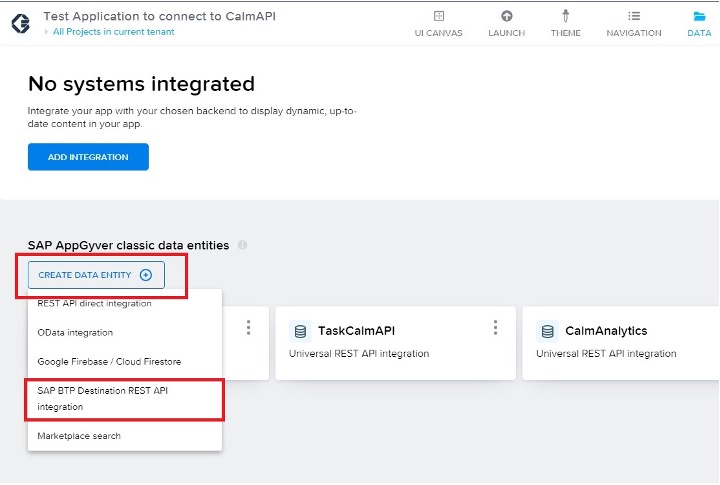 Test Application to connect to CalmAPI
All Projects in current tenant
UI CANVAS
LAUNCH
THEME
NAVIGATION
DATA
No systems integrated
Integrate your app with your chosen backend to display dynamic, up-to-
date content in your app.
ADD INTEGRATION
SAP AppGyver classic data entities
CREATE DATA ENTITY
REST API direct integration
OData integration
Google Firebase / Cloud Firestore
SAP BTP Destination REST API
integration
Marketplace search
TaskCalmAPI
Universal REST API integration
CalmAnalytics
Universal REST API integration